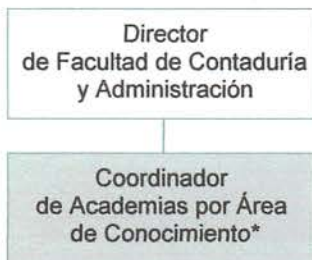 Director
de Facultad de Contaduría
y Administración
Coordinador
de Academias por Área
de Conocimiento*